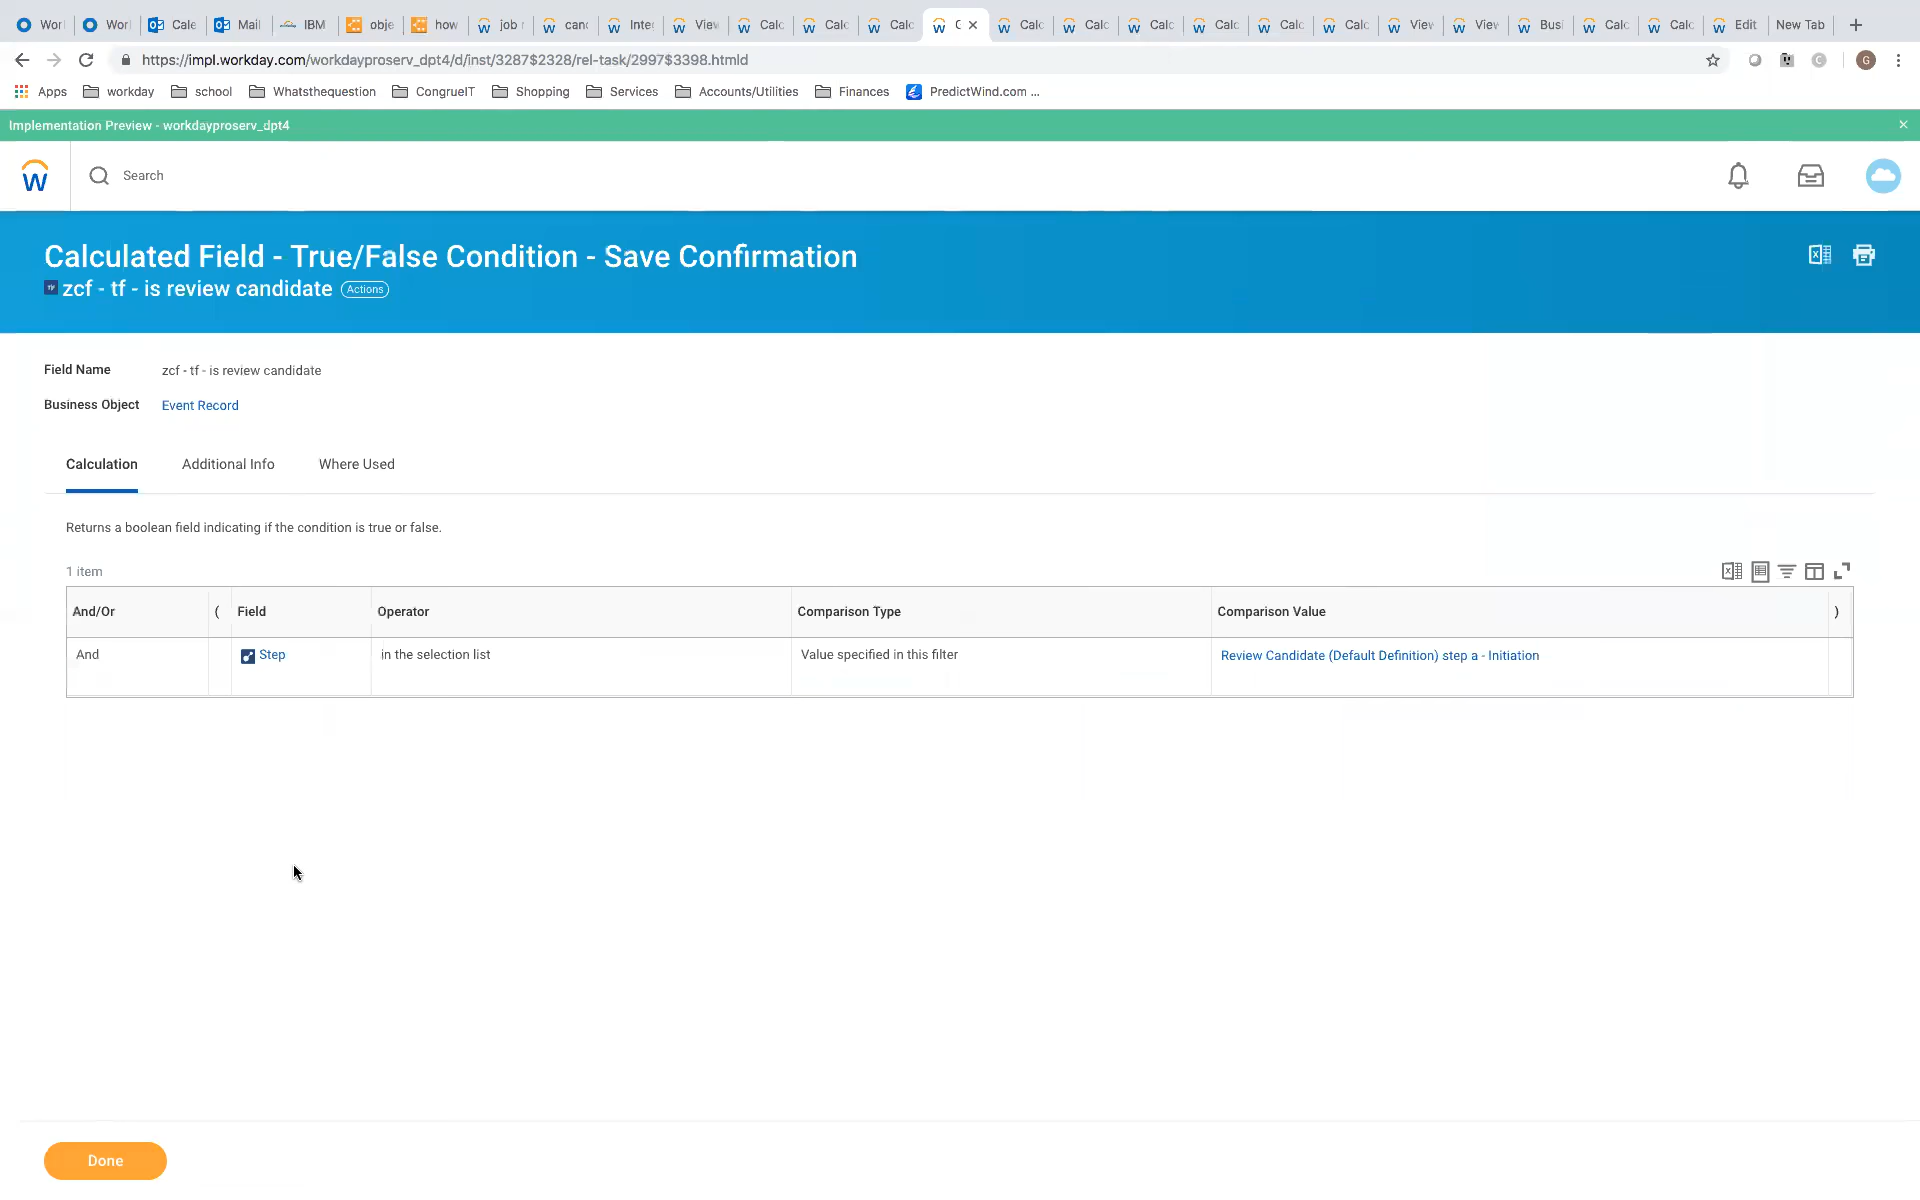 Wor
Wor
Cale
Mail
IBM
obje
how
job r
canc
Inte
View
Calc
Calc
Calc
C
Calc
Calc
Calc
Calc
Calc
Calc
View
View
Busi
Calc
Calc
Edit
New Tab
https://impl.workday.com/workdayproserv_dpt4/d/inst/3287$2328/rel-task/2997$3398.htmld
G
Apps
workday
school
Whatsthequestion
CongrueIT
Shopping
Services
Accounts/Utilities
Finances
PredictWind.com ...
Implementation Preview - workdayproserv_dpt4
W
Search
Calculated Field - True/False Condition - Save Confirmation
zcf - tf - is review candidate Actions
Field Name zcf - tf - is review candidate
Business Object Event Record
Calculation Additional Info Where Used
Returns a boolean field indicating if the condition is true or false.
1 item
And/Or ( Field Operator Comparison Type Comparison Value )
And Step in the selection list Value specified in this filter Review Candidate (Default Definition) step a - Initiation
Done